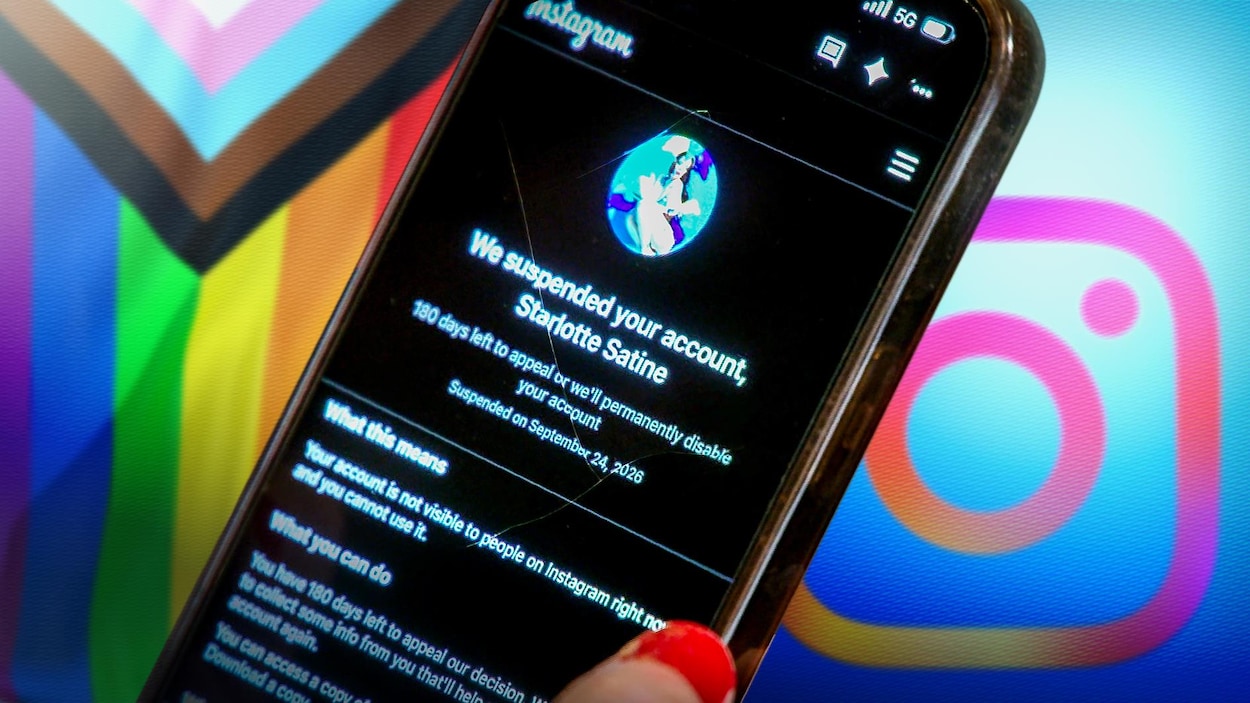 Instagram
5G
We suspended your account,
Starlotte Satine
180 days left to appeal or we'll permanently disable
your account
Suspended on September 24, 2026
What this means
Your account is not visible to people on Instagram right
and you cannot use it.
What you can do
You have 180 days left to appeal our decision.
to collect some info from you that'll help
account again.
You can access a copy
Download a copy